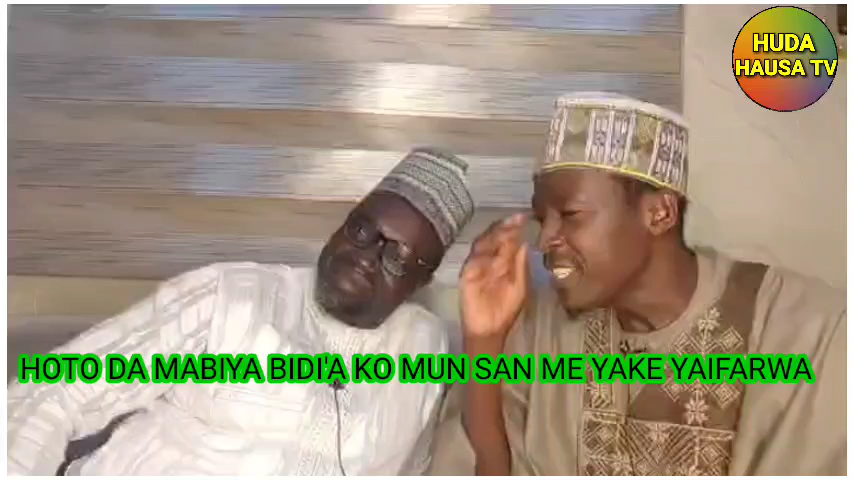 HUDA
HAUSA TV
HOTO DA MABIYA BIDI'A KO MUN SAN ME YAKE YAIFARWA